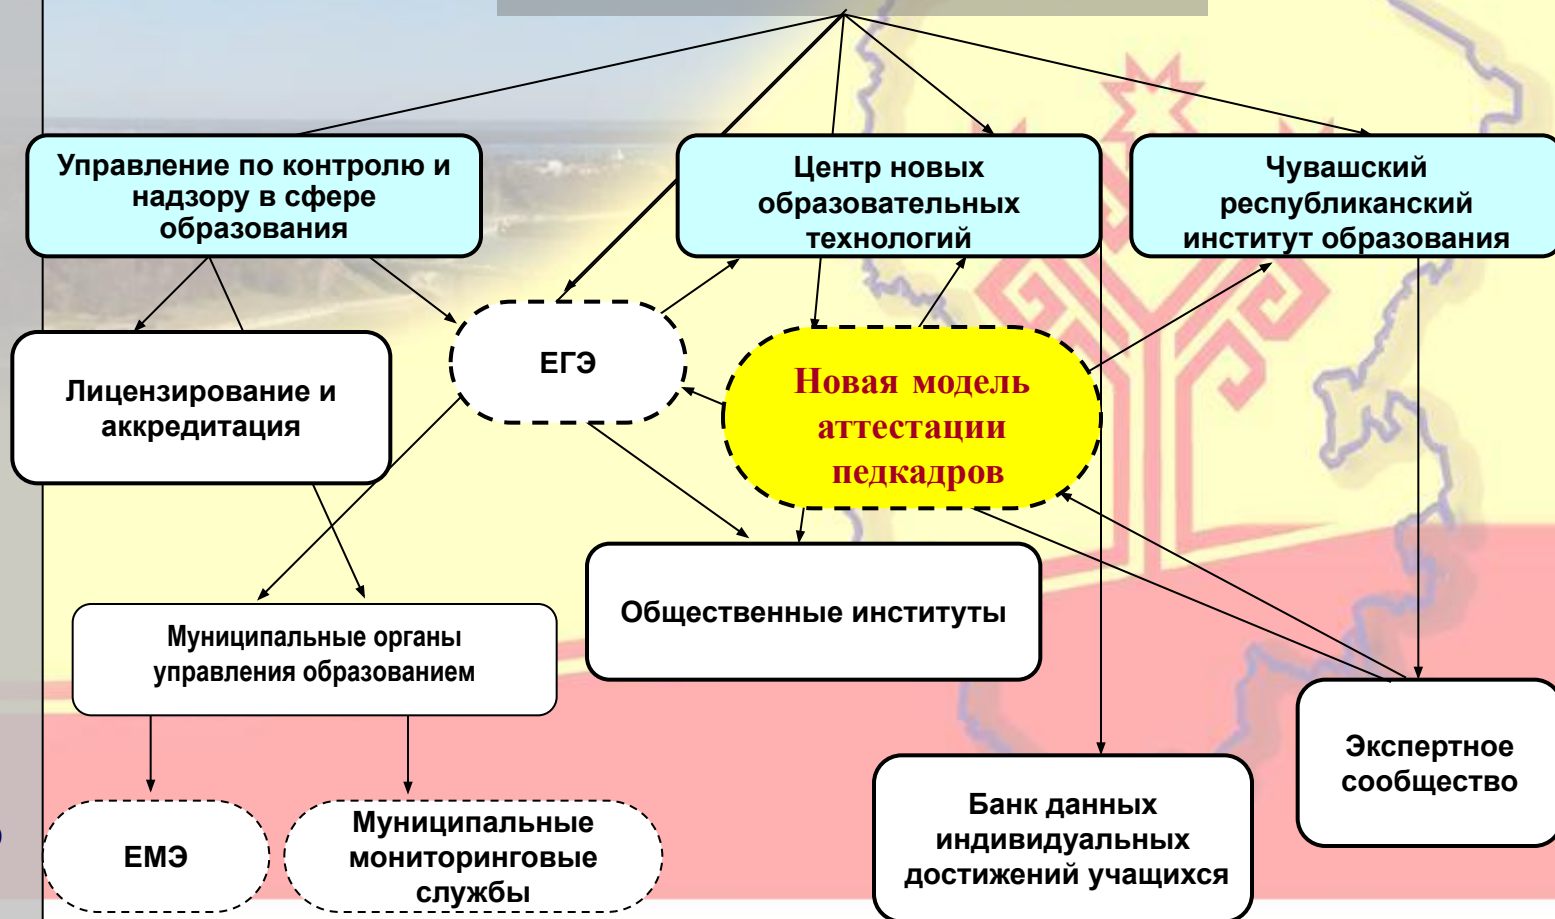 Управление по контролю и
надзору в сфере
образования
Центр новых
образовательных
технологий
Чувашский
республиканский
институт образования
Лицензирование и
аккредитация
ЕГЭ
Новая модель
аттестации
педкадров
Общественные институты
Муниципальные органы
управления образованием
Экспертное
сообщество
ЕМЭ
Муниципальные
мониторинговые
службы
Банк данных
индивидуальных
достижений учащихся